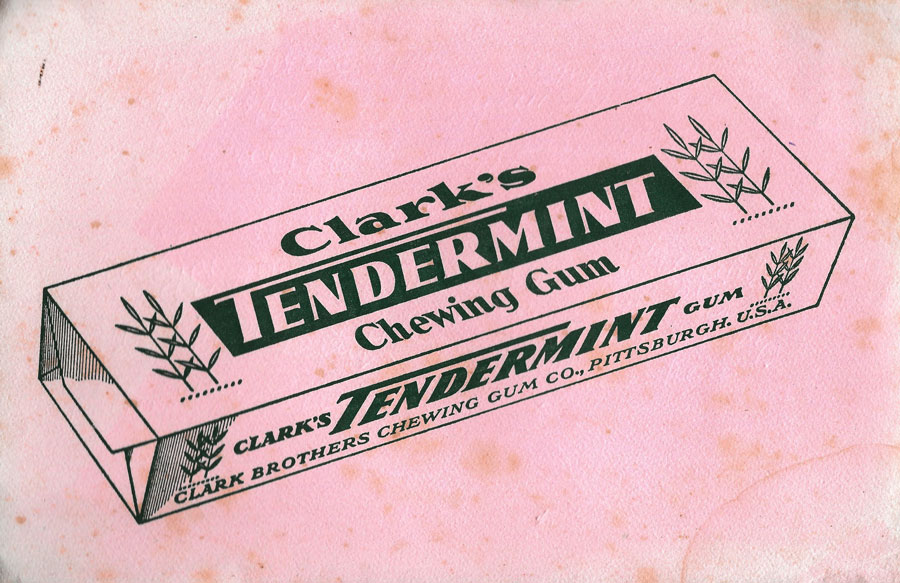 Clark's
TENDERMINT
Chewing Gum
CLARK'S TENDERMINT GUM
CLARK BROTHERS CHEWING GUM CO., PITTSBURGH. U.S.A.